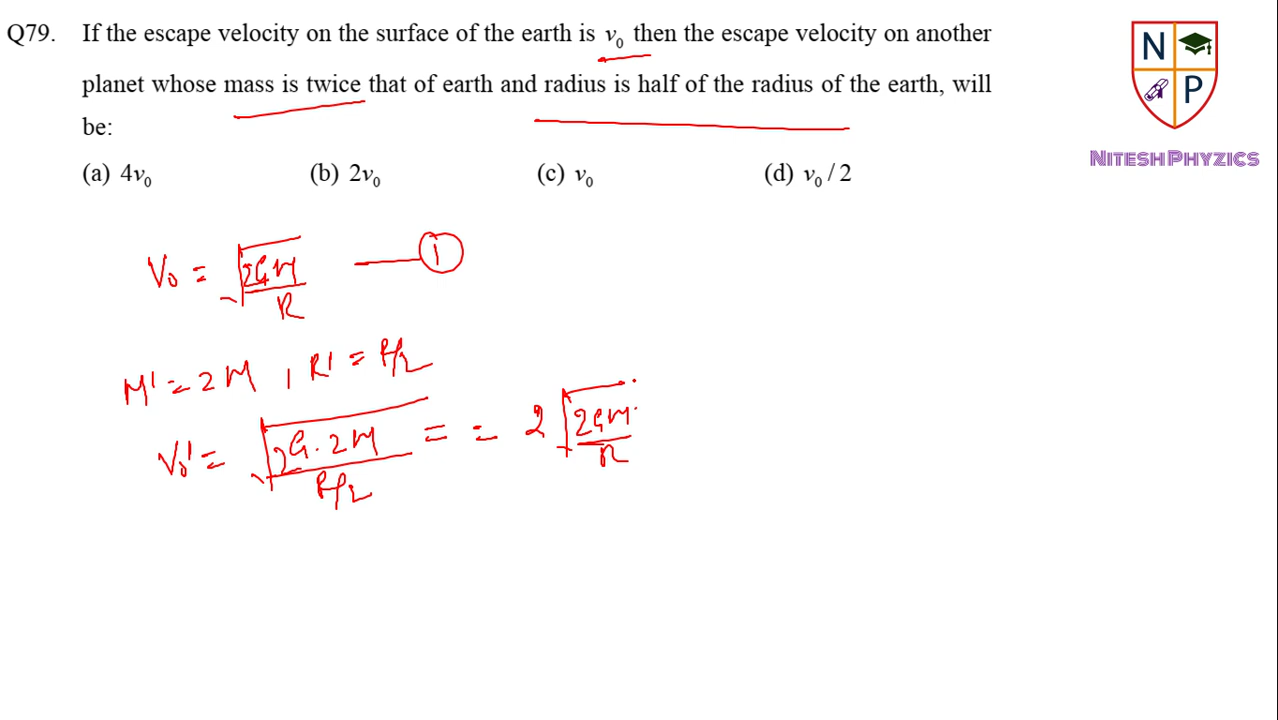 Q79. If the escape velocity on the surface of the earth is v₀ then the escape velocity on another
planet whose mass is twice that of earth and radius is half of the radius of the earth, will
be:
(a) 4v₀ (b) 2v₀ (c) v₀ (d) v₀ / 2
N P
NITESH PHYZICS
V₀ = √(2GM/R) —— ①
M' = 2M , R' = R/2
V₀' = √(2G.2M/(R/2)) = = 2 √(2GM/R)